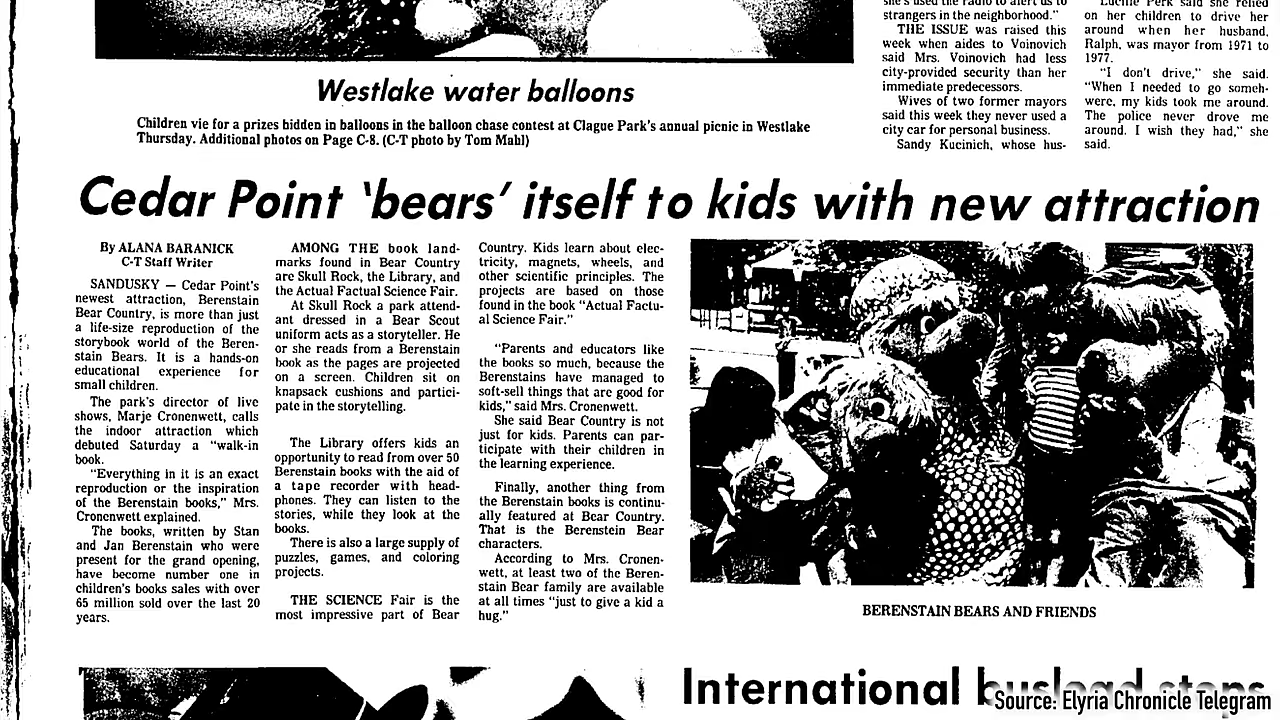 she's used the radio to alert us to
strangers in the neighborhood."
THE ISSUE was raised this
week when aides to Voinovich
said Mrs. Voinovich had less
city-provided security than her
immediate predecessors.
Wives of two former mayors
said this week they never used a
city car for personal business.
Sandy Kucinich, whose hus-
Lucille Perk said she relied
on her children to drive her
around when her husband,
Ralph, was mayor from 1971 to
1977.
"I don't drive," she said.
"When I needed to go someh-
were, my kids took me around.
The police never drove me
around. I wish they had," she
said.
Westlake water balloons
Children vie for a prizes hidden in balloons in the balloon chase contest at Clague Park's annual picnic in Westlake
Thursday. Additional photos on Page C-8. (C-T photo by Tom Mahl)
Cedar Point 'bears' itself to kids with new attraction
By ALANA BARANICK
C-T Staff Writer
SANDUSKY — Cedar Point's
newest attraction, Berenstain
Bear Country, is more than just
a life-size reproduction of the
storybook world of the Beren-
stain Bears. It is a hands-on
educational experience for
small children.
The park's director of live
shows, Marje Cronenwett, calls
the indoor attraction which
debuted Saturday a "walk-in
book.
"Everything in it is an exact
reproduction or the inspiration
of the Berenstain books," Mrs.
Cronenwett explained.
The books, written by Stan
and Jan Berenstain who were
present for the grand opening,
have become number one in
children's books sales with over
65 million sold over the last 20
years.
AMONG THE book land-
marks found in Bear Country
are Skull Rock, the Library, and
the Actual Factual Science Fair.
At Skull Rock a park attend-
ant dressed in a Bear Scout
uniform acts as a storyteller. He
or she reads from a Berenstain
book as the pages are projected
on a screen. Children sit on
knapsack cushions and partici-
pate in the storytelling.
The Library offers kids an
opportunity to read from over 50
Berenstain books with the aid of
a tape recorder with head-
phones. They can listen to the
stories, while they look at the
books.
There is also a large supply of
puzzles, games, and coloring
projects.
THE SCIENCE Fair is the
most impressive part of Bear
Country. Kids learn about elec-
tricity, magnets, wheels, and
other scientific principles. The
projects are based on those
found in the book "Actual Factu-
al Science Fair."
"Parents and educators like
the books so much, because the
Berenstains have managed to
soft-sell things that are good for
kids," said Mrs. Cronenwett.
She said Bear Country is not
just for kids. Parents can par-
ticipate with their children in
the learning experience.
Finally, another thing from
the Berenstain books is continu-
ally featured at Bear Country.
That is the Berenstein Bear
characters.
According to Mrs. Cronen-
wett, at least two of the Beren-
stain Bear family are available
at all times "just to give a kid a
hug."
BERENSTAIN BEARS AND FRIENDS
International busload stops
Source: Elyria Chronicle Telegram